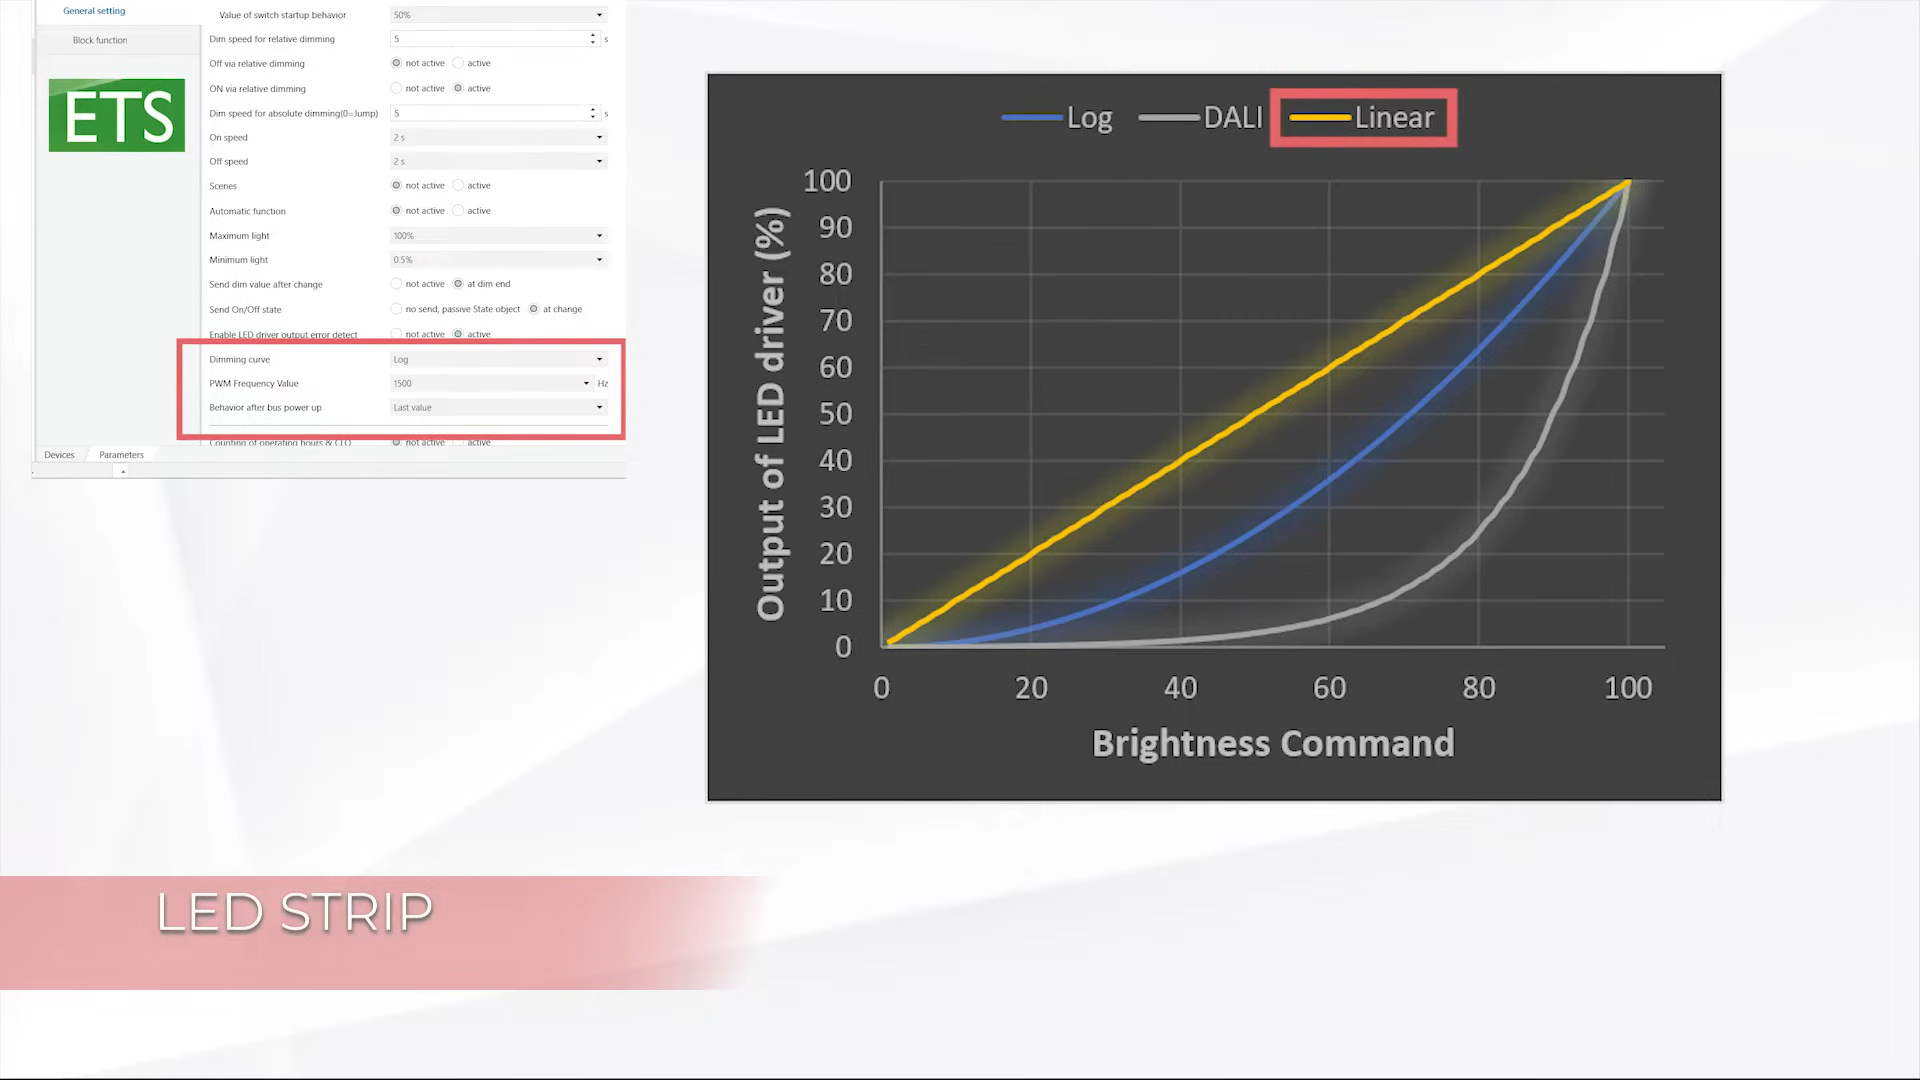 General setting
Block function
ETS
Value of switch startup behavior 50%
Dim speed for relative dimming 5 s
Off via relative dimming not active active
ON via relative dimming not active active
Dim speed for absolute dimming(0=Jump) 5 s
On speed 2 s
Off speed 2 s
Scenes not active active
Automatic function not active active
Maximum light 100%
Minimum light 0.5%
Send dim value after change not active at dim end
Send On/Off state no send, passive State object at change
Enable LED driver output error detect not active active
Dimming curve Log
PWM Frequency Value 1500 Hz
Behavior after bus power up Last value
Counting of operating hours & CTO not active active
Devices Parameters
Log DALI Linear
Output of LED driver (%)
100
90
80
70
60
50
40
30
20
10
0
0 20 40 60 80 100
Brightness Command
LED STRIP